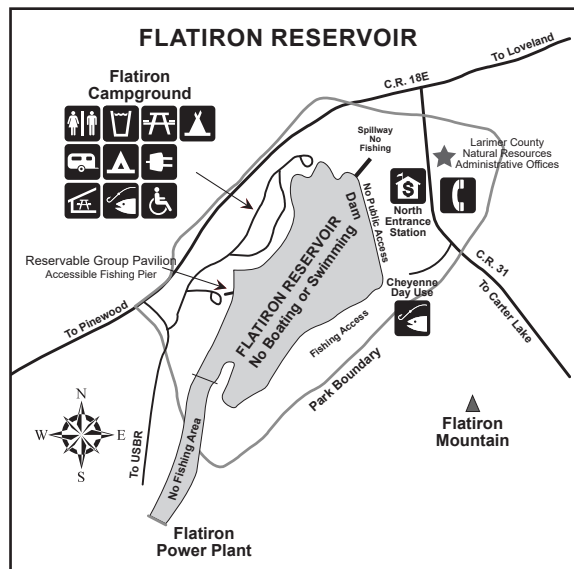 FLATIRON RESERVOIR
To Loveland
C.R. 18E
Flatiron
Campground
Spillway
No
Fishing
Larimer County
Natural Resources
Administrative Offices
$
North
Entrance
Station
Dam
No Public Access
FLATIRON RESERVOIR
No Boating or Swimming
Reservable Group Pavilion
Accessible Fishing Pier
C.R. 31
To Carter Lake
Cheyenne
Day Use
To Pinewood
Fishing Access
Park Boundary
Flatiron
Mountain
N
W
E
S
To USBR
No Fishing Area
Flatiron
Power Plant